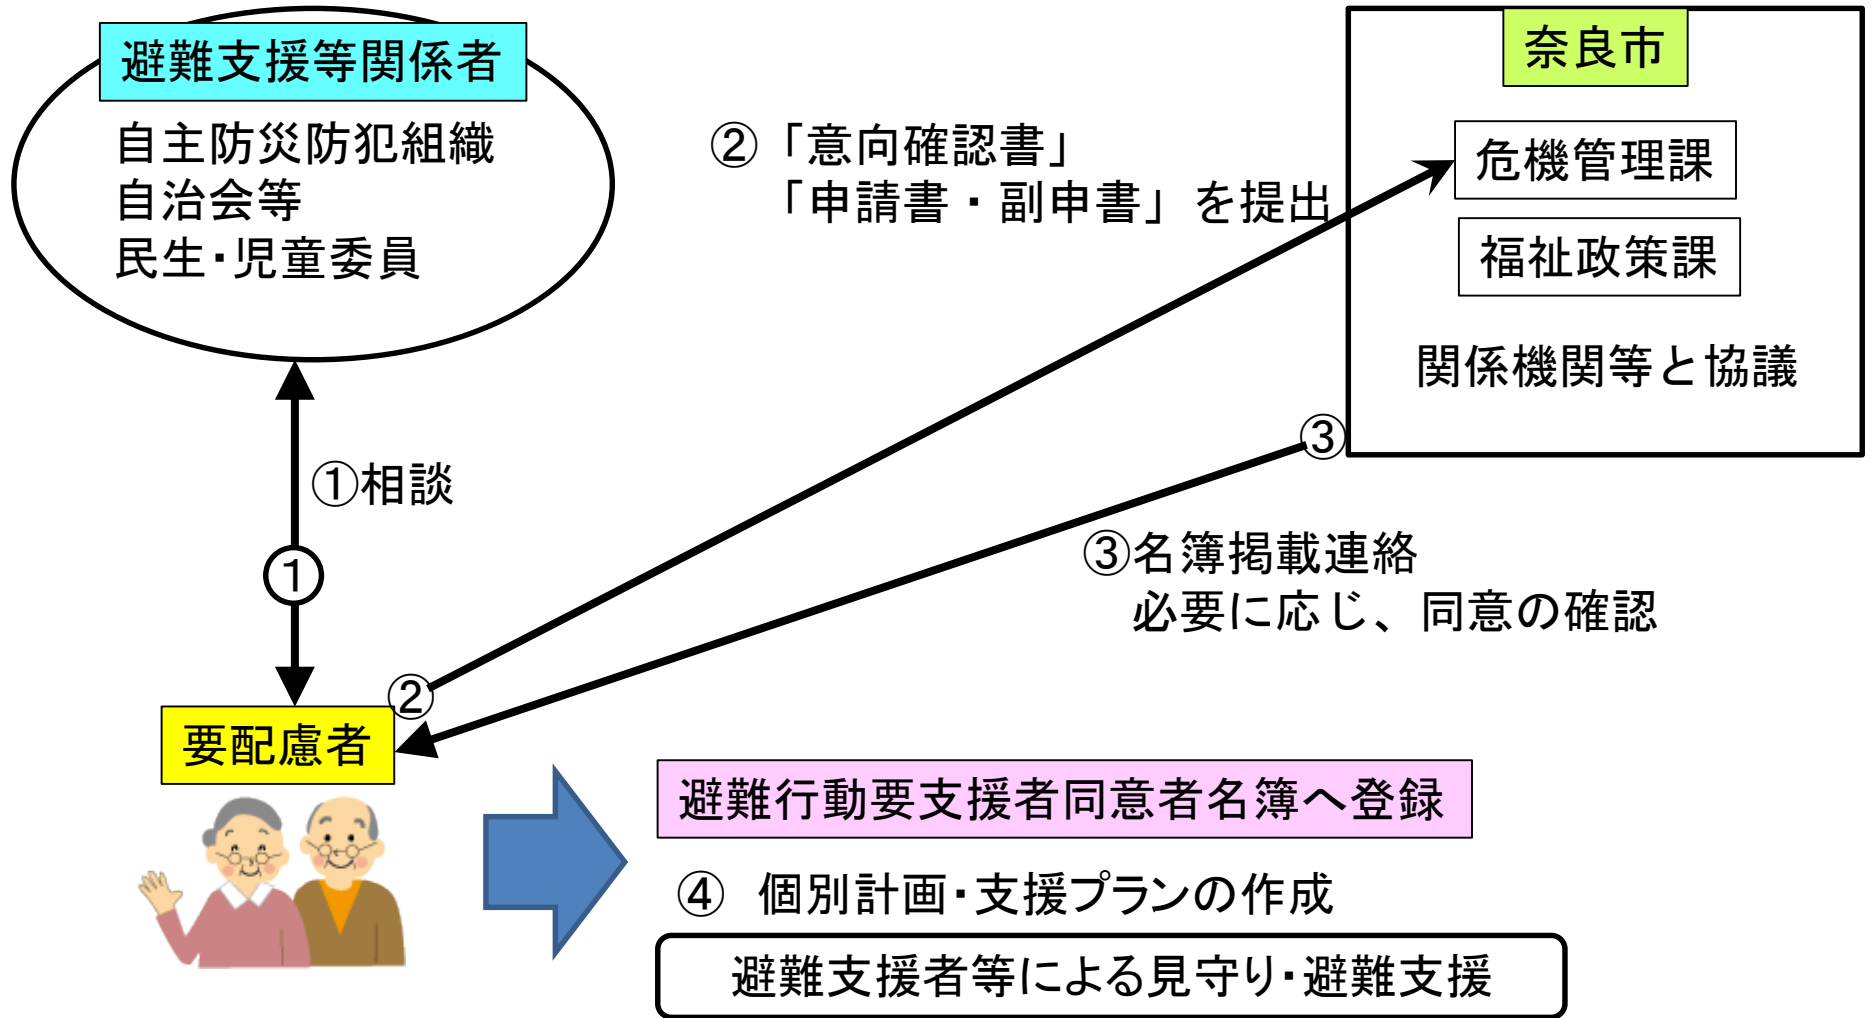 避難支援等関係者
自主防災防犯組織
自治会等
民生・児童委員
奈良市
危機管理課
福祉政策課
関係機関等と協議
②「意向確認書」
「申請書・副申書」を提出
①相談
①
②
③
③名簿掲載連絡
必要に応じ、同意の確認
要配慮者
避難行動要支援者同意者名簿へ登録
④ 個別計画・支援プランの作成
避難支援者等による見守り・避難支援